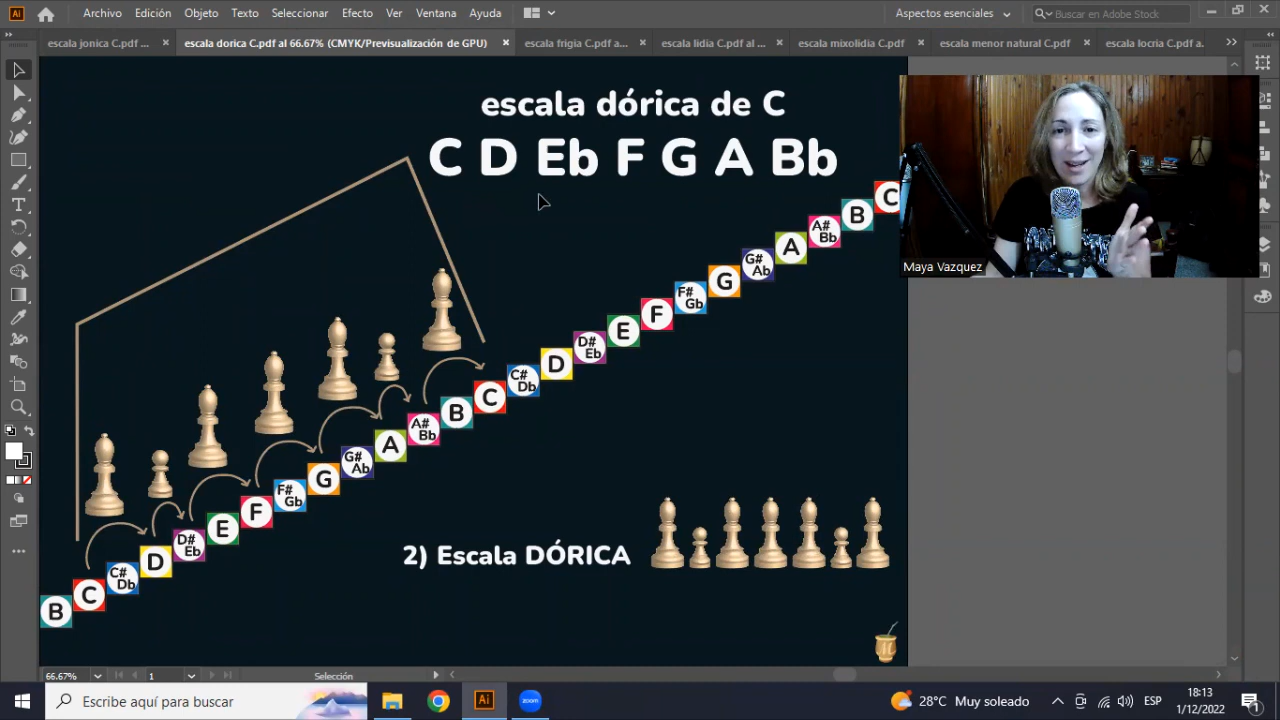 Ai
Archivo Edición Objeto Texto Seleccionar Efecto Ver Ventana Ayuda
Aspectos esenciales
Buscar en Adobe Stock
escala jonica C.pdf ...
escala dorica C.pdf al 66.67% (CMYK/Previsualización de GPU)
escala frigia C.pdf a...
escala lidia C.pdf al ...
escala mixolidia C.pdf
escala menor natural C.pdf
escala locria C.pdf a.
escala dórica de C
C D Eb F G A Bb
Maya Vazquez
C
B
A#
Bb
A
G#
Ab
G
F#
Gb
F
E
D#
Eb
D
C#
Db
C
B
A#
Bb
A
G#
Ab
G
F#
Gb
F
E
D#
Eb
D
C#
Db
C
B
2) Escala DÓRICA
66.67%
1
Selección
Escribe aquí para buscar
Ai
zoom
28°C Muy soleado
ESP
18:13
1/12/2022
1